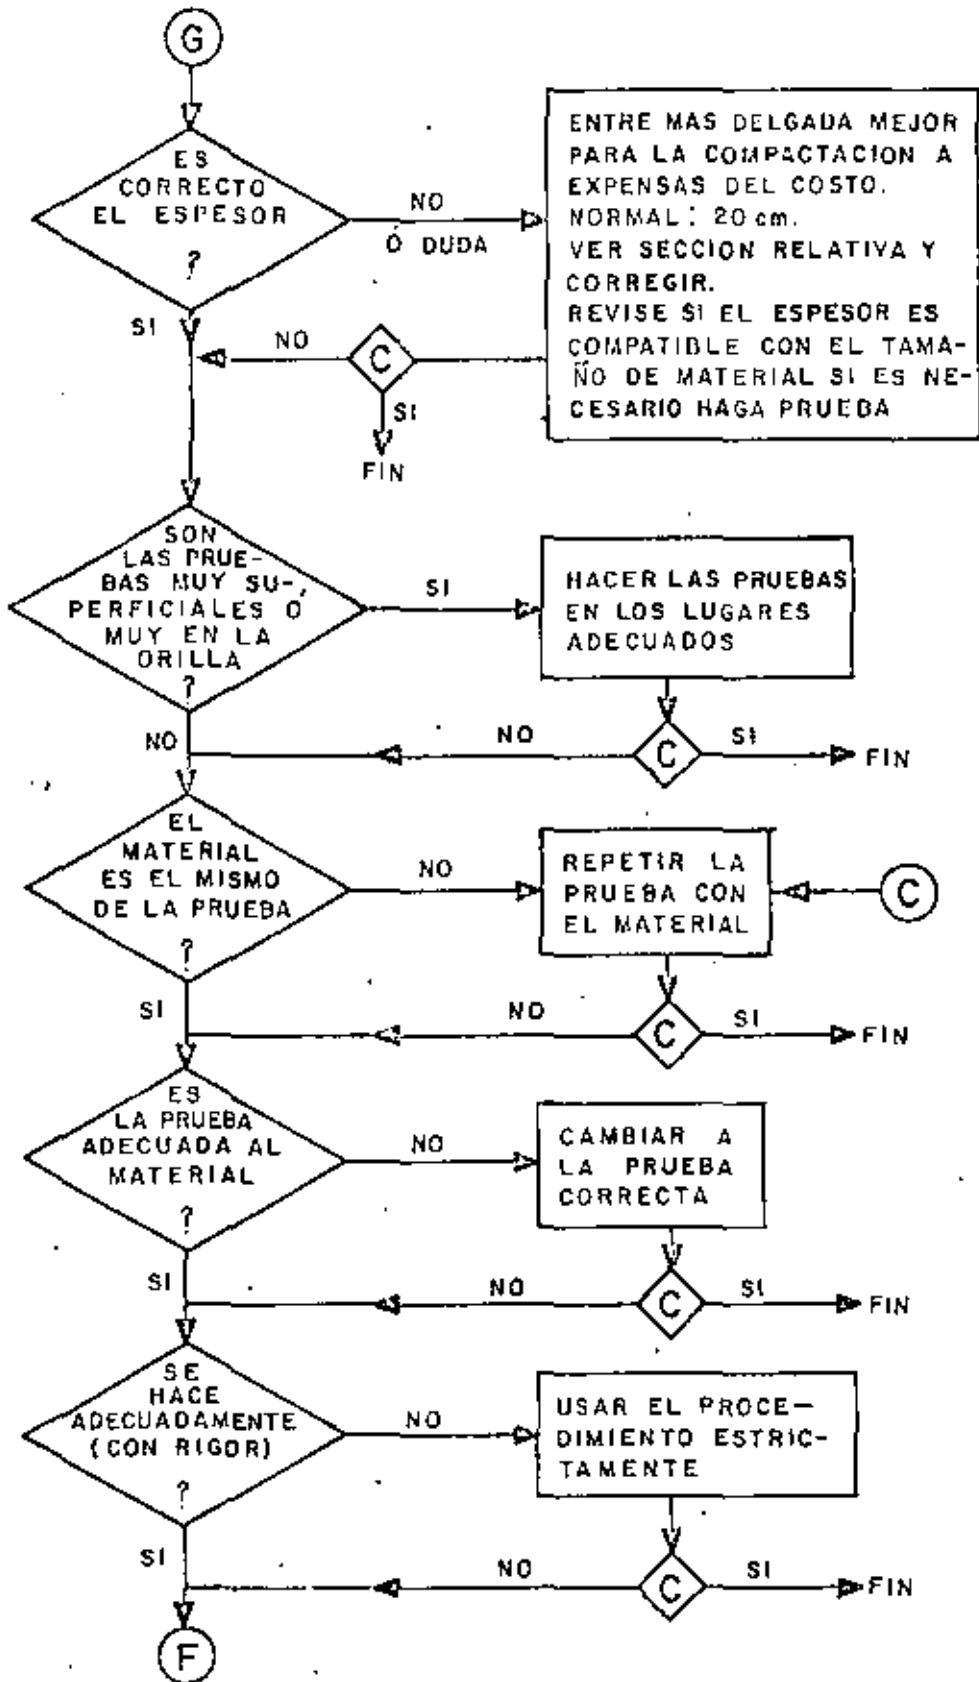 G
ES
CORRECTO
EL ESPESOR
?
NO
Ó DUDA
ENTRE MAS DELGADA MEJOR
PARA LA COMPACTACION A
EXPENSAS DEL COSTO.
NORMAL: 20 cm.
VER SECCION RELATIVA Y
CORREGIR.
REVISE SI EL ESPESOR ES
COMPATIBLE CON EL TAMA-
ÑO DE MATERIAL SI ES NE-
CESARIO HAGA PRUEBA
SI
NO
C
SI
FIN
SON
LAS PRUE-
BAS MUY SU-
PERFICIALES Ó
MUY EN LA
ORILLA
?
SI
HACER LAS PRUEBAS
EN LOS LUGARES
ADECUADOS
NO
NO
C
SI
FIN
EL
MATERIAL
ES EL MISMO
DE LA PRUEBA
?
NO
REPETIR LA
PRUEBA CON
EL MATERIAL
C
SI
NO
C
SI
FIN
ES
LA PRUEBA
ADECUADA AL
MATERIAL
?
NO
CAMBIAR A
LA PRUEBA
CORRECTA
SI
NO
C
SI
FIN
SE
HACE
ADECUADAMENTE
(CON RIGOR)
?
NO
USAR EL PROCE-
DIMIENTO ESTRIC-
TAMENTE
SI
NO
C
SI
FIN
F